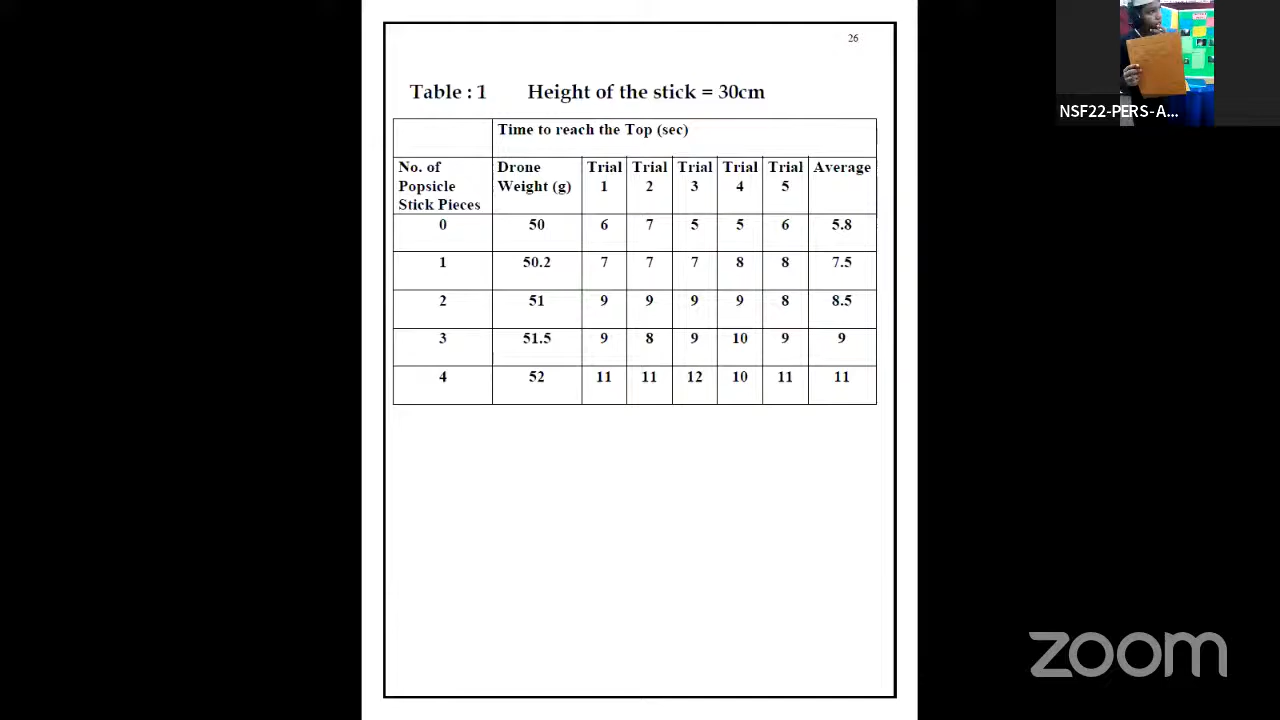 26
Table : 1 Height of the stick = 30cm
Time to reach the Top (sec)
No. of Popsicle Stick Pieces Drone Weight (g) Trial 1 Trial 2 Trial 3 Trial 4 Trial 5 Average
0 50 6 7 5 5 6 5.8
1 50.2 7 7 7 8 8 7.5
2 51 9 9 9 9 8 8.5
3 51.5 9 8 9 10 9 9
4 52 11 11 12 10 11 11
NSF22-PERS-A...
zoom